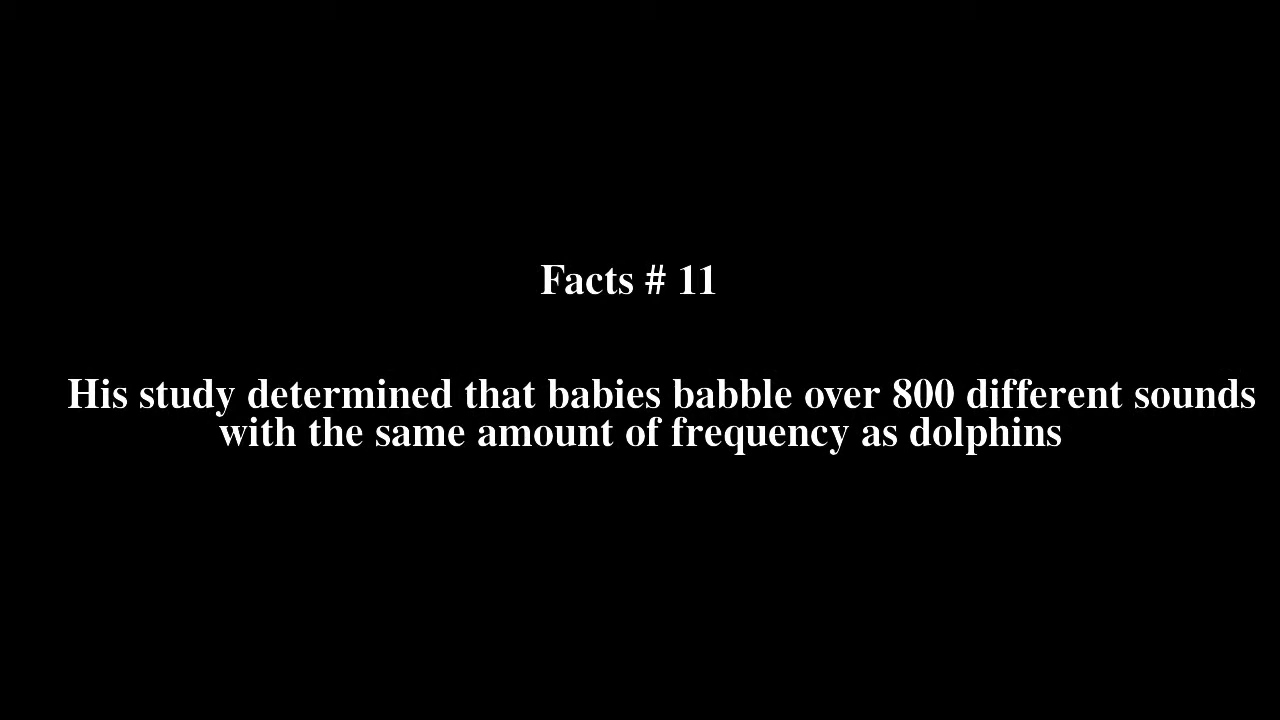 Facts # 11
His study determined that babies babble over 800 different sounds
with the same amount of frequency as dolphins